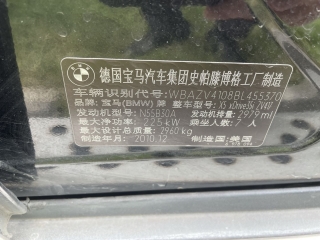 德国宝马汽车集团史帕滕博格工厂制造
车辆识别代号:WBAZV4108BL455370
品 牌: 宝马(BMW)牌 整车型号: X5 xDrive35i ZV41
发动机型号: N55B30A 发动机排量: 2979 ml
最大净功率: 225 kW 乘坐人数: 7 人
最大设计总质量: 2960 kg
制造年月: 2010.12 制造国: 美国